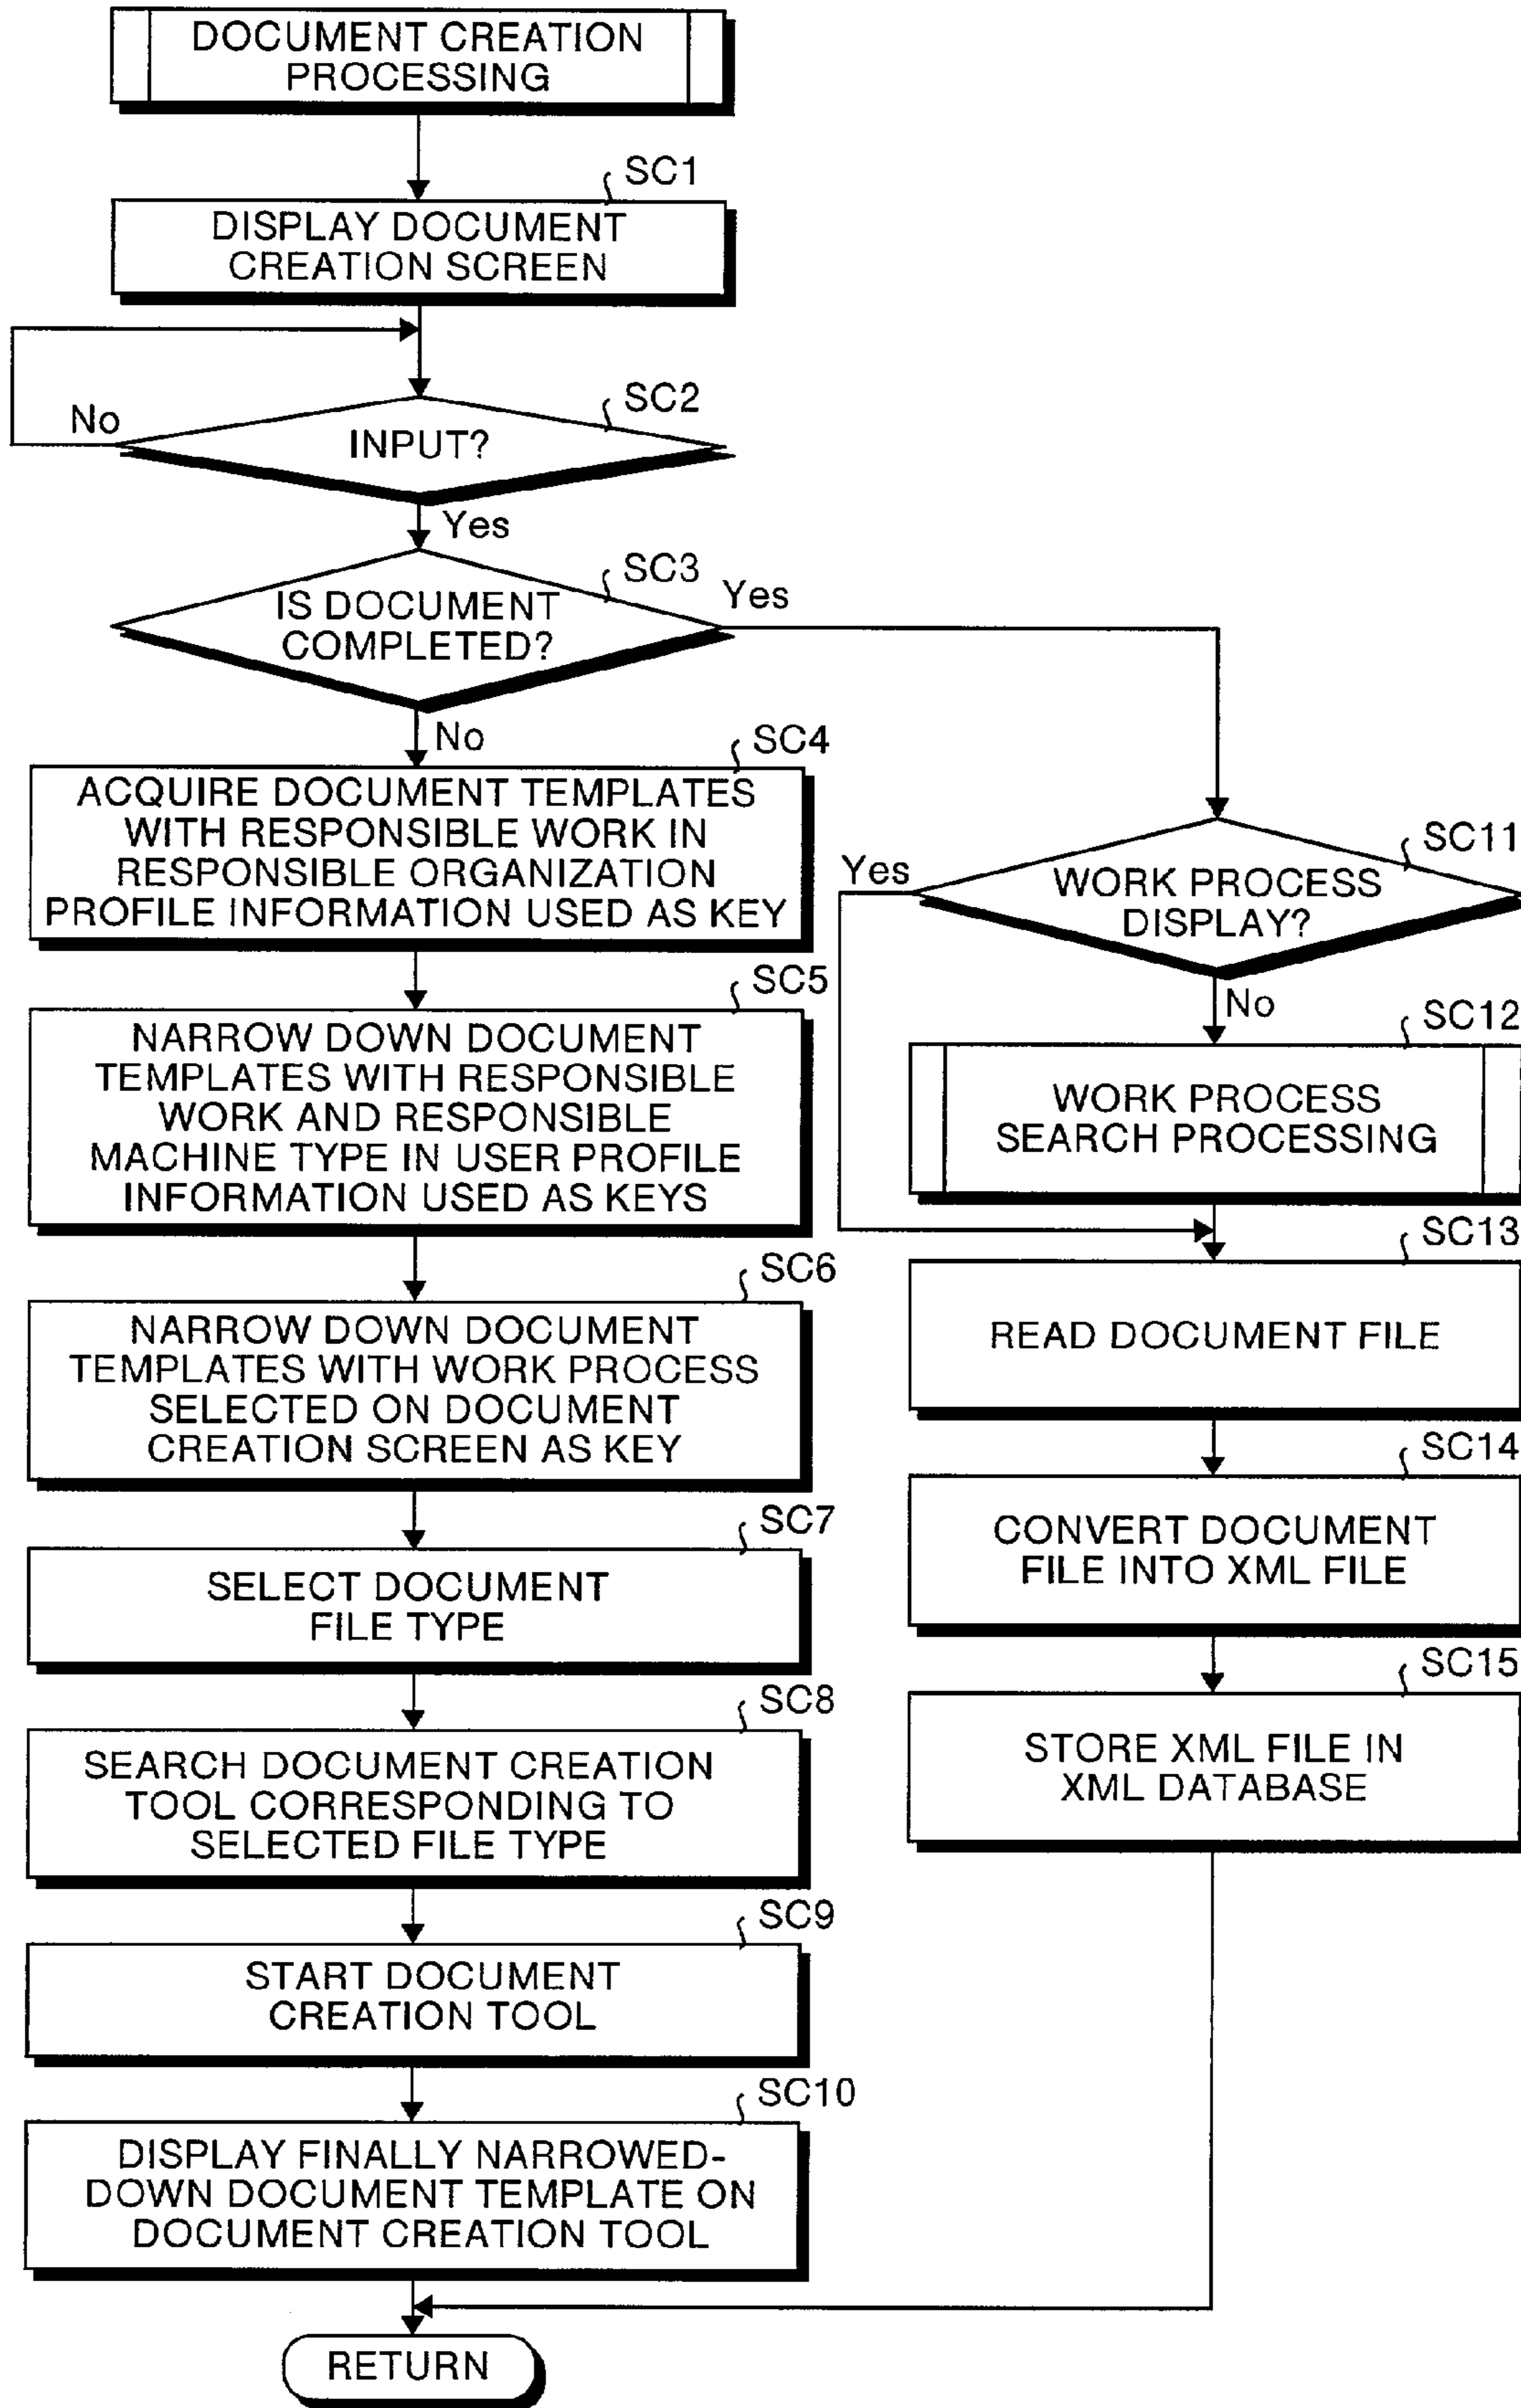 DOCUMENT CREATION
PROCESSING
SC1
DISPLAY DOCUMENT
CREATION SCREEN
SC2
No
INPUT?
Yes
SC3
IS DOCUMENT
COMPLETED?
Yes
No
SC4
ACQUIRE DOCUMENT TEMPLATES
WITH RESPONSIBLE WORK IN
RESPONSIBLE ORGANIZATION
PROFILE INFORMATION USED AS KEY
SC5
NARROW DOWN DOCUMENT
TEMPLATES WITH RESPONSIBLE
WORK AND RESPONSIBLE
MACHINE TYPE IN USER PROFILE
INFORMATION USED AS KEYS
SC6
NARROW DOWN DOCUMENT
TEMPLATES WITH WORK PROCESS
SELECTED ON DOCUMENT
CREATION SCREEN AS KEY
SC7
SELECT DOCUMENT
FILE TYPE
SC8
SEARCH DOCUMENT CREATION
TOOL CORRESPONDING TO
SELECTED FILE TYPE
SC9
START DOCUMENT
CREATION TOOL
SC10
DISPLAY FINALLY NARROWED-
DOWN DOCUMENT TEMPLATE ON
DOCUMENT CREATION TOOL
SC11
Yes
WORK PROCESS
DISPLAY?
No
SC12
WORK PROCESS
SEARCH PROCESSING
SC13
READ DOCUMENT FILE
SC14
CONVERT DOCUMENT
FILE INTO XML FILE
SC15
STORE XML FILE IN
XML DATABASE
RETURN